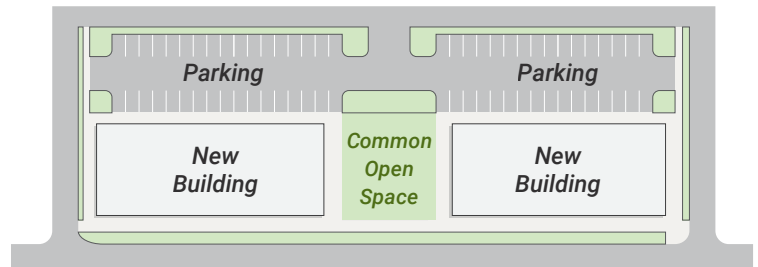 Parking
Parking
New
Building
Common
Open
Space
New
Building